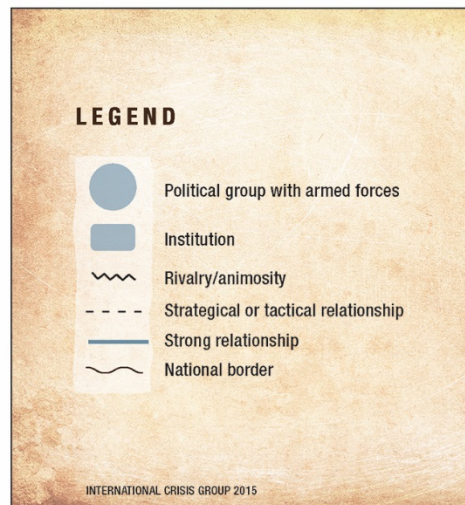 LEGEND
Political group with armed forces
Institution
Rivalry/animosity
Strategical or tactical relationship
Strong relationship
National border
INTERNATIONAL CRISIS GROUP 2015